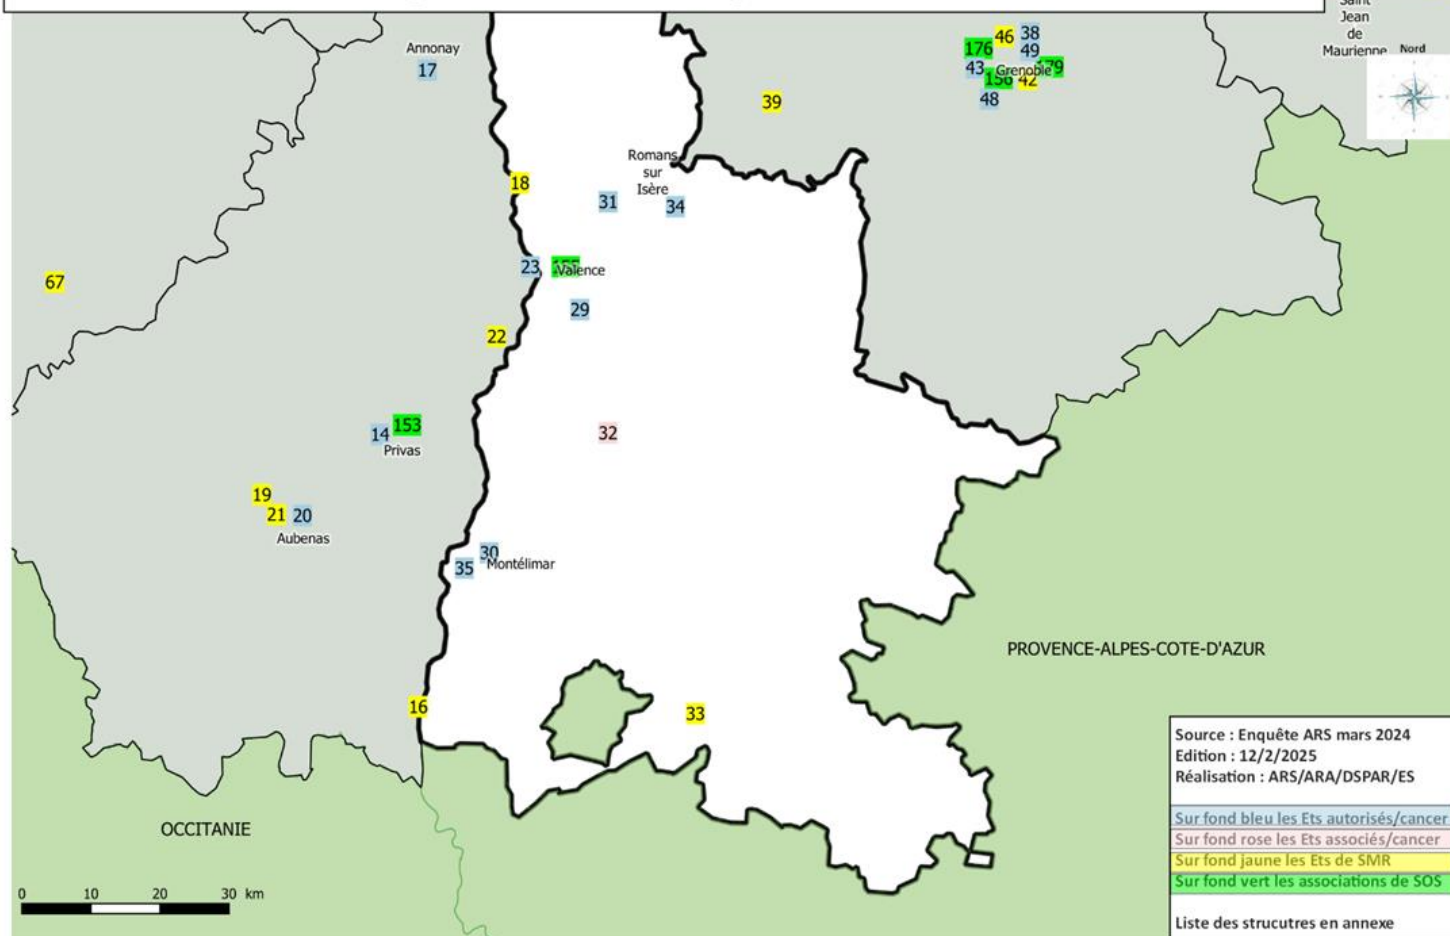 Saint
Jean
de
Maurienne
Nord
Annonay
17
46
38
176
49
43
Grenoble
179
156
42
48
39
Romans
sur
Isère
18
31
34
67
23
Valence
29
22
153
14
Privas
32
19
21
20
Aubenas
30
Montélimar
35
PROVENCE-ALPES-COTE-D'AZUR
16
33
OCCITANIE
0 10 20 30 km
Source : Enquête ARS mars 2024
Edition : 12/2/2025
Réalisation : ARS/ARA/DSPAR/ES
Sur fond bleu les Ets autorisés/cancer
Sur fond rose les Ets associés/cancer
Sur fond jaune les Ets de SMR
Sur fond vert les associations de SOS
Liste des strucutres en annexe